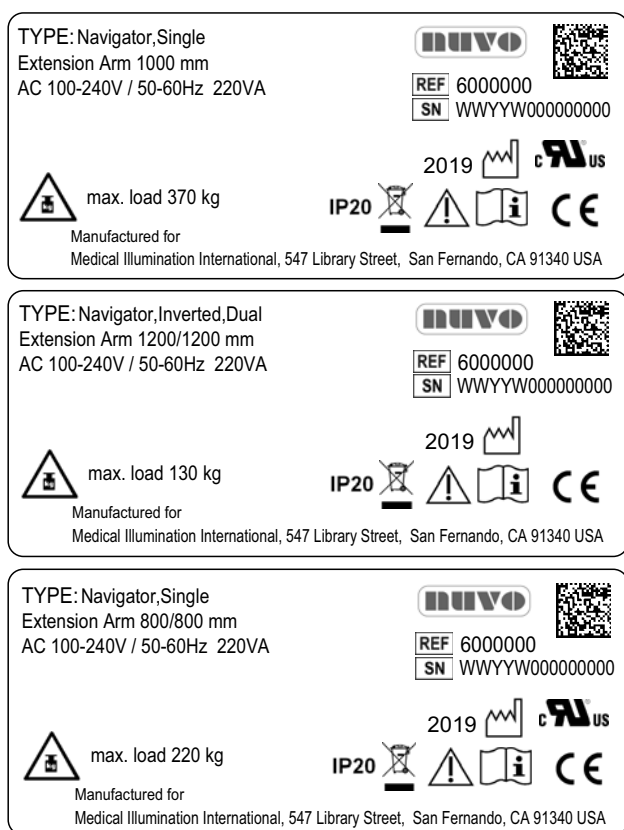 TYPE: Navigator,Single
Extension Arm 1000 mm
AC 100-240V / 50-60Hz 220VA
nuvo
REF 6000000
SN WWYYW000000000
2019
c RU US
max. load 370 kg
IP20
i
CE
Manufactured for
Medical Illumination International, 547 Library Street, San Fernando, CA 91340 USA
TYPE: Navigator,Inverted,Dual
Extension Arm 1200/1200 mm
AC 100-240V / 50-60Hz 220VA
nuvo
REF 6000000
SN WWYYW000000000
2019
max. load 130 kg
IP20
i
CE
Manufactured for
Medical Illumination International, 547 Library Street, San Fernando, CA 91340 USA
TYPE: Navigator,Single
Extension Arm 800/800 mm
AC 100-240V / 50-60Hz 220VA
nuvo
REF 6000000
SN WWYYW000000000
2019
c RU US
max. load 220 kg
IP20
i
CE
Manufactured for
Medical Illumination International, 547 Library Street, San Fernando, CA 91340 USA